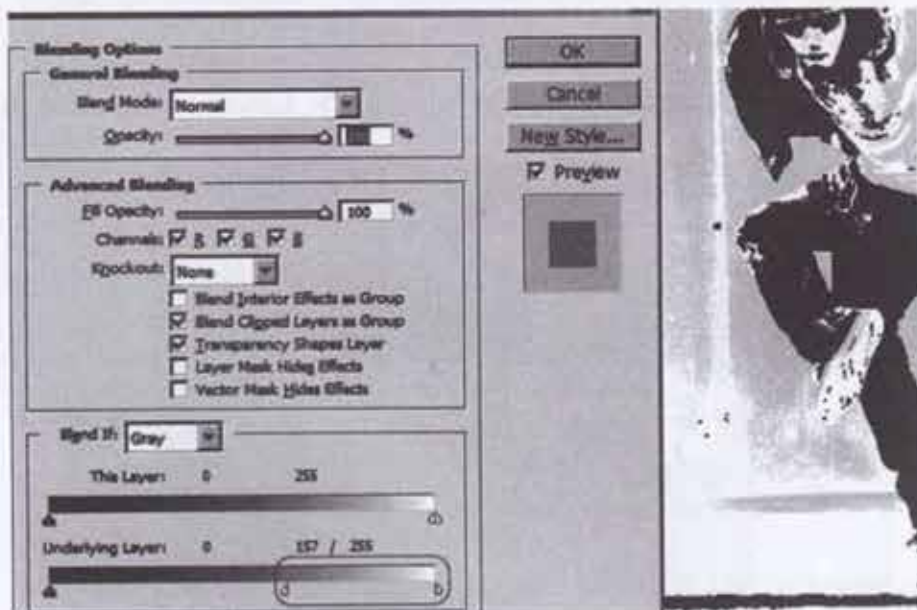 Blending Options
General Blending
Blend Mode: Normal
Opacity: %
Advanced Blending
Fill Opacity: 100 %
Channels: R G B
Knockout: None
Blend Interior Effects as Group
Blend Clipped Layers as Group
Transparency Shapes Layer
Layer Mask Hides Effects
Vector Mask Hides Effects
Blend If: Gray
This Layer: 0 255
Underlying Layer: 0 157 / 255
OK
Cancel
New Style...
Preview